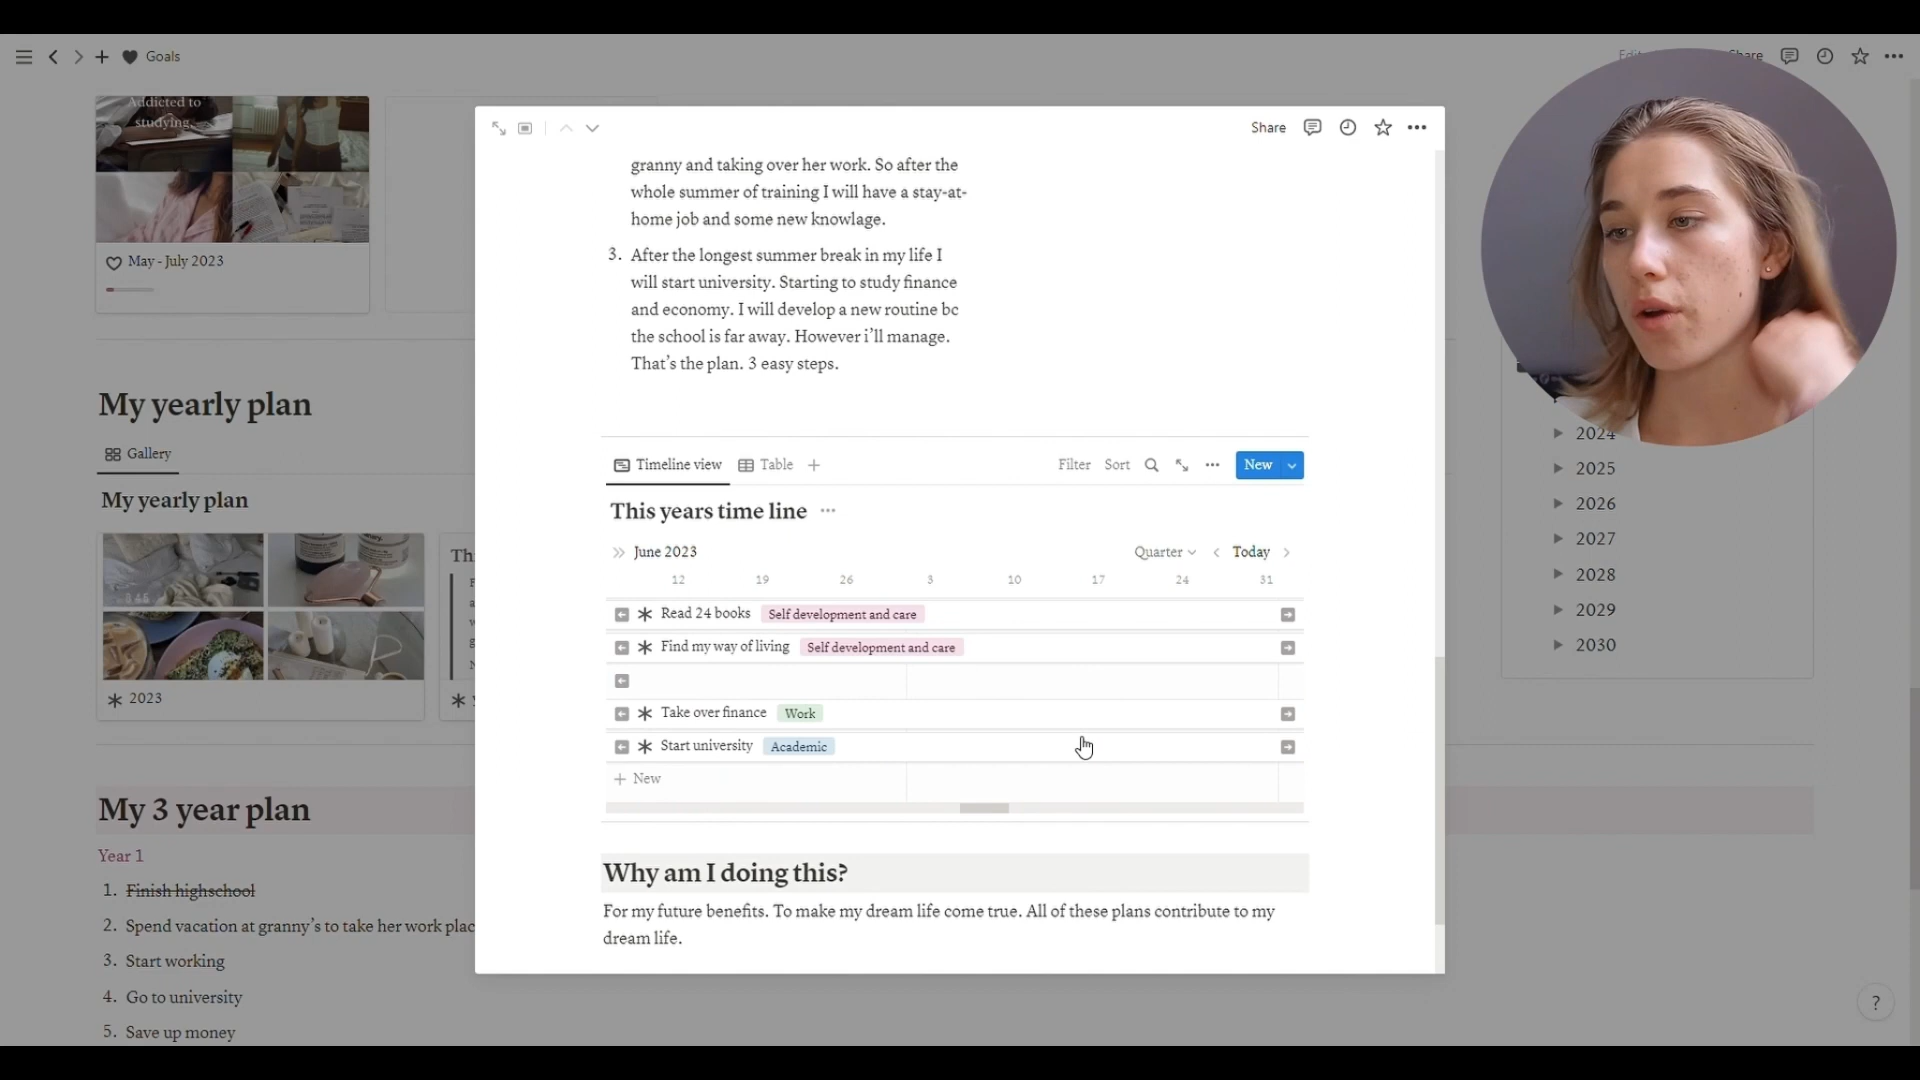 Goals
Share
Addicted to
studying.
May - July 2023
My yearly plan
Gallery
My yearly plan
2023
My 3 year plan
Year 1
1. Finish highschool
2. Spend vacation at granny's to take her work plac
3. Start working
4. Go to university
5. Save up money
Share
granny and taking over her work. So after the
whole summer of training I will have a stay-at-
home job and some new knowlage.
3. After the longest summer break in my life I
will start university. Starting to study finance
and economy. I will develop a new routine bc
the school is far away. However i'll manage.
That's the plan. 3 easy steps.
Timeline view Table
Filter Sort New
This years time line
June 2023 Quarter Today
12 19 26 3 10 17 24 31
Read 24 books Self development and care
Find my way of living Self development and care
Take over finance Work
Start university Academic
+ New
Why am I doing this?
For my future benefits. To make my dream life come true. All of these plans contribute to my
dream life.
2024
2025
2026
2027
2028
2029
2030
?